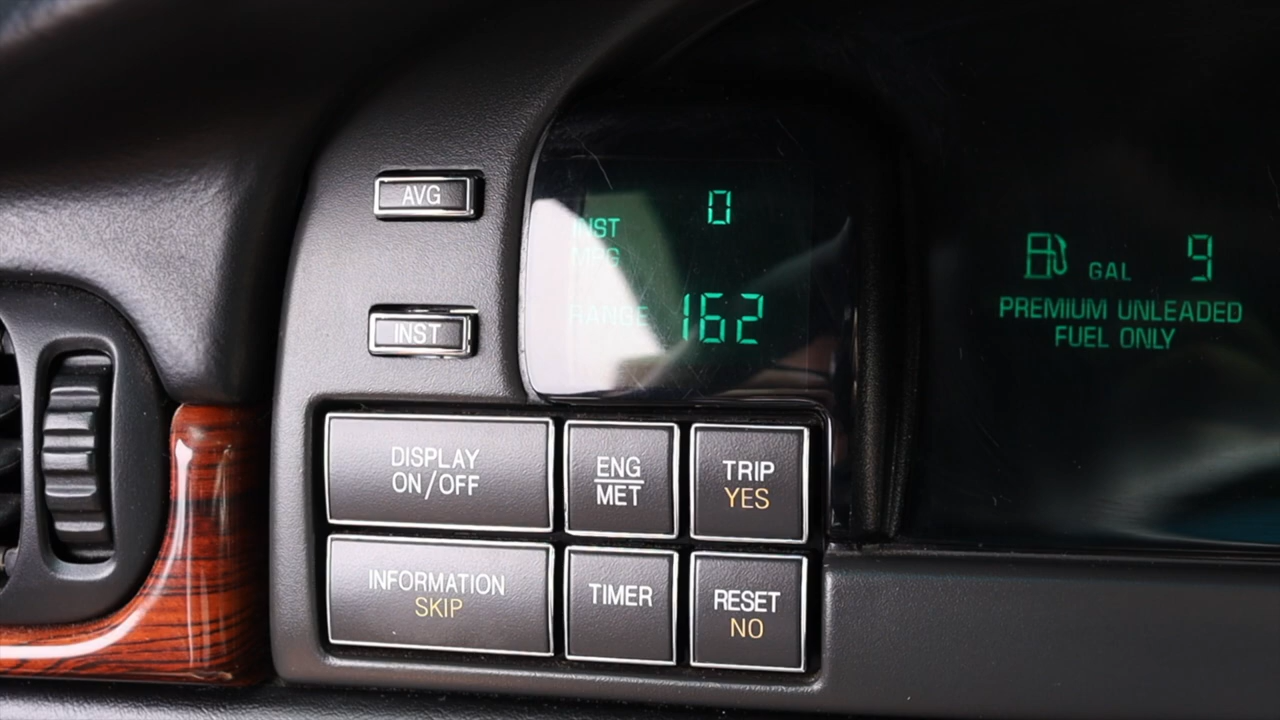 AVG
INST
INST
MPG
0
RANGE 162
GAL 9
PREMIUM UNLEADED
FUEL ONLY
DISPLAY
ON/OFF
ENG
MET
TRIP
YES
INFORMATION
SKIP
TIMER
RESET
NO